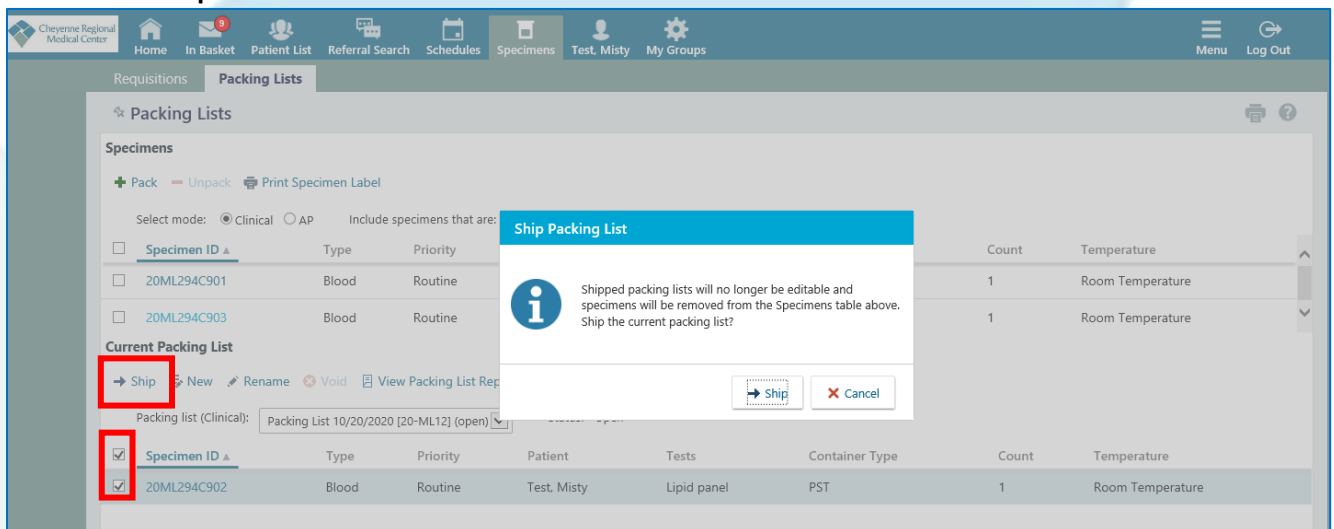 Cheyenne Regional
Medical Center
9
Home In Basket Patient List Referral Search Schedules Specimens Test, Misty My Groups Menu Log Out
Requisitions Packing Lists
Packing Lists
Specimens
Pack Unpack Print Specimen Label
Select mode: Clinical AP Include specimens that are:
Specimen ID Type Priority Count Temperature
20ML294C901 Blood Routine 1 Room Temperature
20ML294C903 Blood Routine 1 Room Temperature
Ship Packing List
Shipped packing lists will no longer be editable and
specimens will be removed from the Specimens table above.
Ship the current packing list?
Ship Cancel
Current Packing List
Ship New Rename Void View Packing List Rep
Packing list (Clinical): Packing List 10/20/2020 [20-ML12] (open)
Specimen ID Type Priority Patient Tests Container Type Count Temperature
20ML294C902 Blood Routine Test, Misty Lipid panel PST 1 Room Temperature